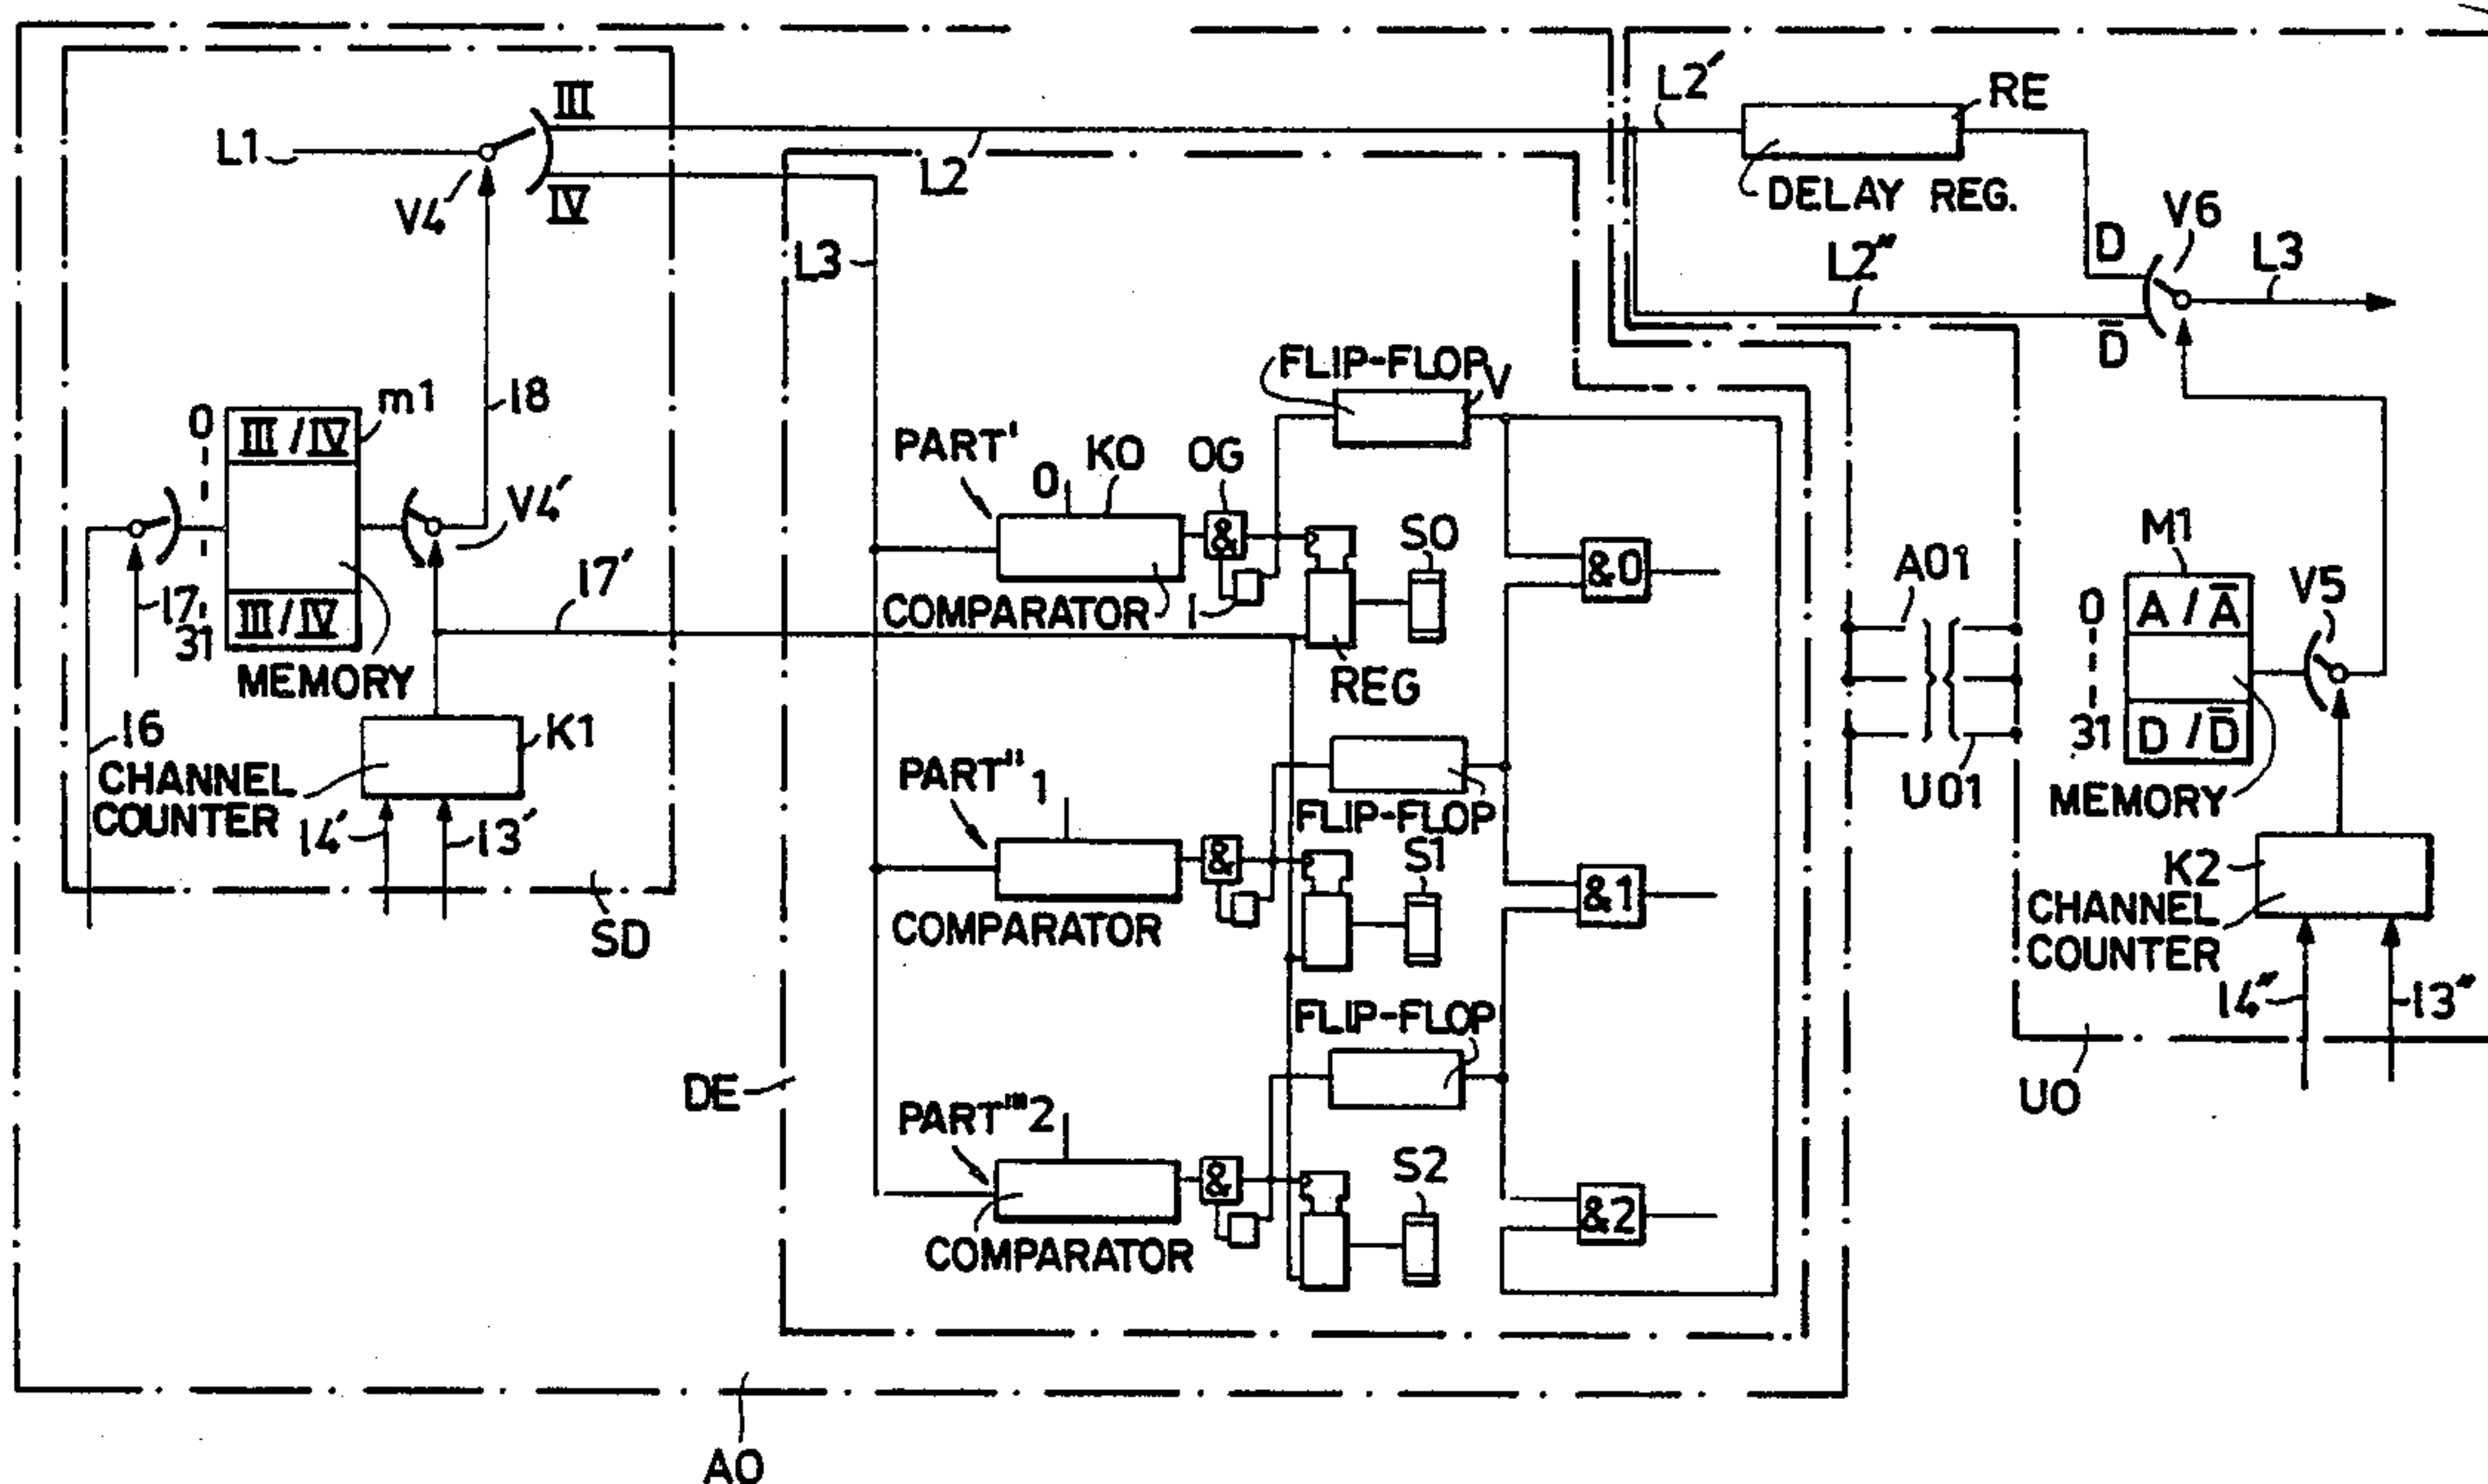 III
L1
V4
IV
L2
L3
L2'
RE
DELAY REG.
L2"
D
V6
L3
D̅
0
III/IV
m1
18
V4'
17
31
III/IV
MEMORY
17'
16
CHANNEL
COUNTER
K1
14'
13'
SD
FLIP-FLOP
V
PART'
0
K0
OG
&
S0
&0
COMPARATOR
1
REG
PART"
1
FLIP-FLOP
&
S1
&1
COMPARATOR
FLIP-FLOP
DE
PART'''
2
&
S2
&2
COMPARATOR
A01
U01
M1
0
A/A̅
V5
31
D/D̅
MEMORY
K2
CHANNEL
COUNTER
14"
13"
U0
A0